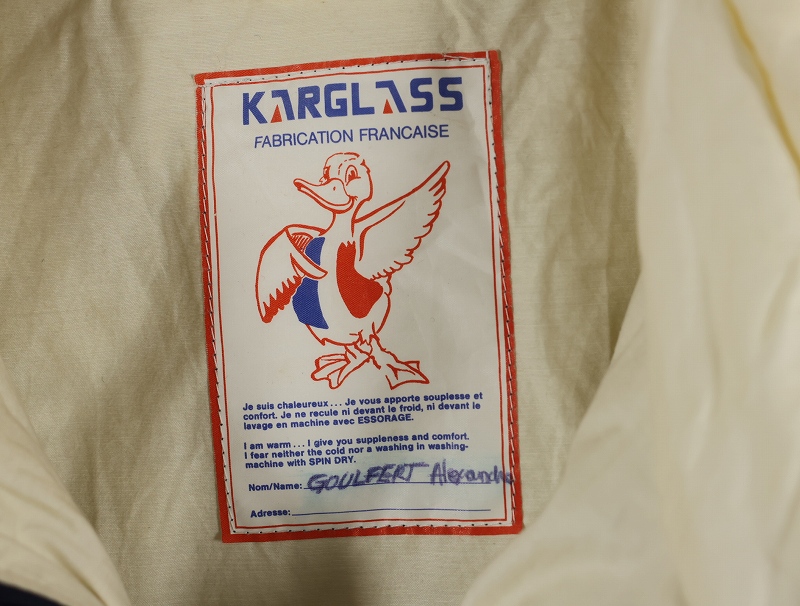 KARGLASS
FABRICATION FRANCAISE
Je suis chaleureux... Je vous apporte souplesse et
confort. Je ne recule ni devant le froid, ni devant le
lavage en machine avec ESSORAGE.
I am warm... I give you suppleness and comfort.
I fear neither the cold nor a washing in washing-
machine with SPIN DRY.
Nom/Name: GOULFERT Alexandre
Adresse: